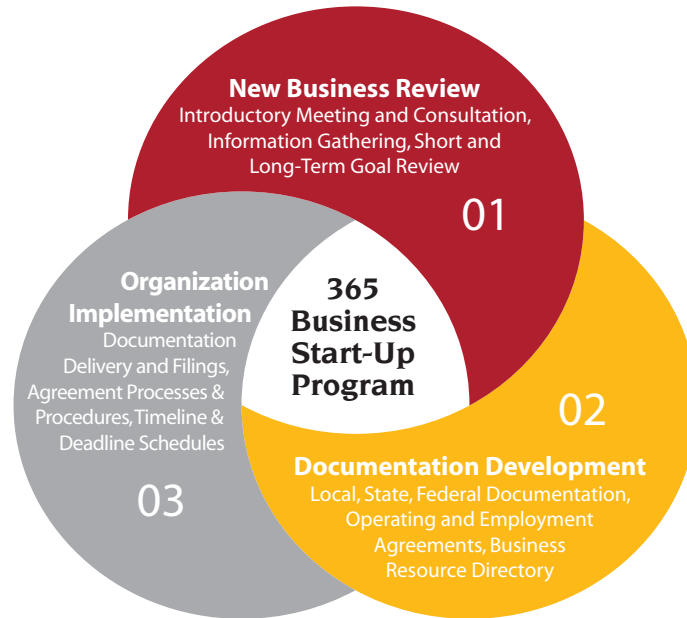 New Business Review
Introductory Meeting and Consultation,
Information Gathering, Short and
Long-Term Goal Review
01
365
Business
Start-Up
Program
02
Documentation Development
Local, State, Federal Documentation,
Operating and Employment
Agreements, Business
Resource Directory
Organization
Implementation
Documentation
Delivery and Filings,
Agreement Processes &
Procedures, Timeline &
Deadline Schedules
03